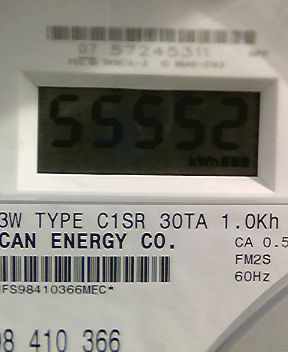 07 57245311
55552
kWh
3W TYPE C1SR 30TA 1.0Kh
CAN ENERGY CO.
CA 0.5
FM2S
60Hz
IFS98410366MEC*
98 410 366